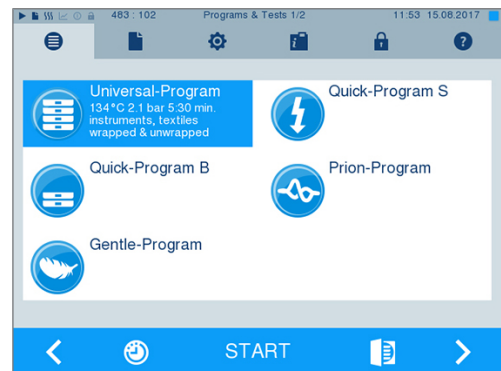 483 : 102 Programs & Tests 1/2 11:53 15.08.2017
Universal-Program
134°C 2.1 bar 5:30 min.
instruments, textiles
wrapped & unwrapped
Quick-Program S
Quick-Program B
Prion-Program
Gentle-Program
START